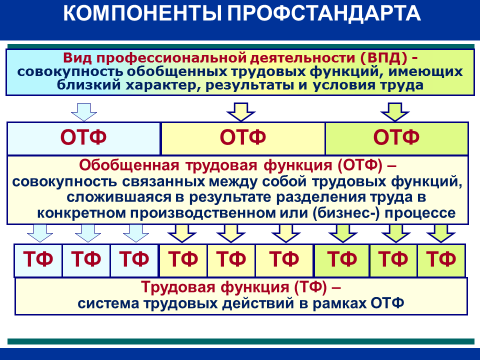 КОМПОНЕНТЫ ПРОФСТАНДАРТА
Вид профессиональной деятельности (ВПД) -
совокупность обобщенных трудовых функций, имеющих
близкий характер, результаты и условия труда
ОТФ ОТФ ОТФ
Обобщенная трудовая функция (ОТФ) –
совокупность связанных между собой трудовых функций,
сложившаяся в результате разделения труда в
конкретном производственном или (бизнес-) процессе
ТФ ТФ ТФ ТФ ТФ ТФ ТФ ТФ ТФ
Трудовая функция (ТФ) –
система трудовых действий в рамках ОТФ